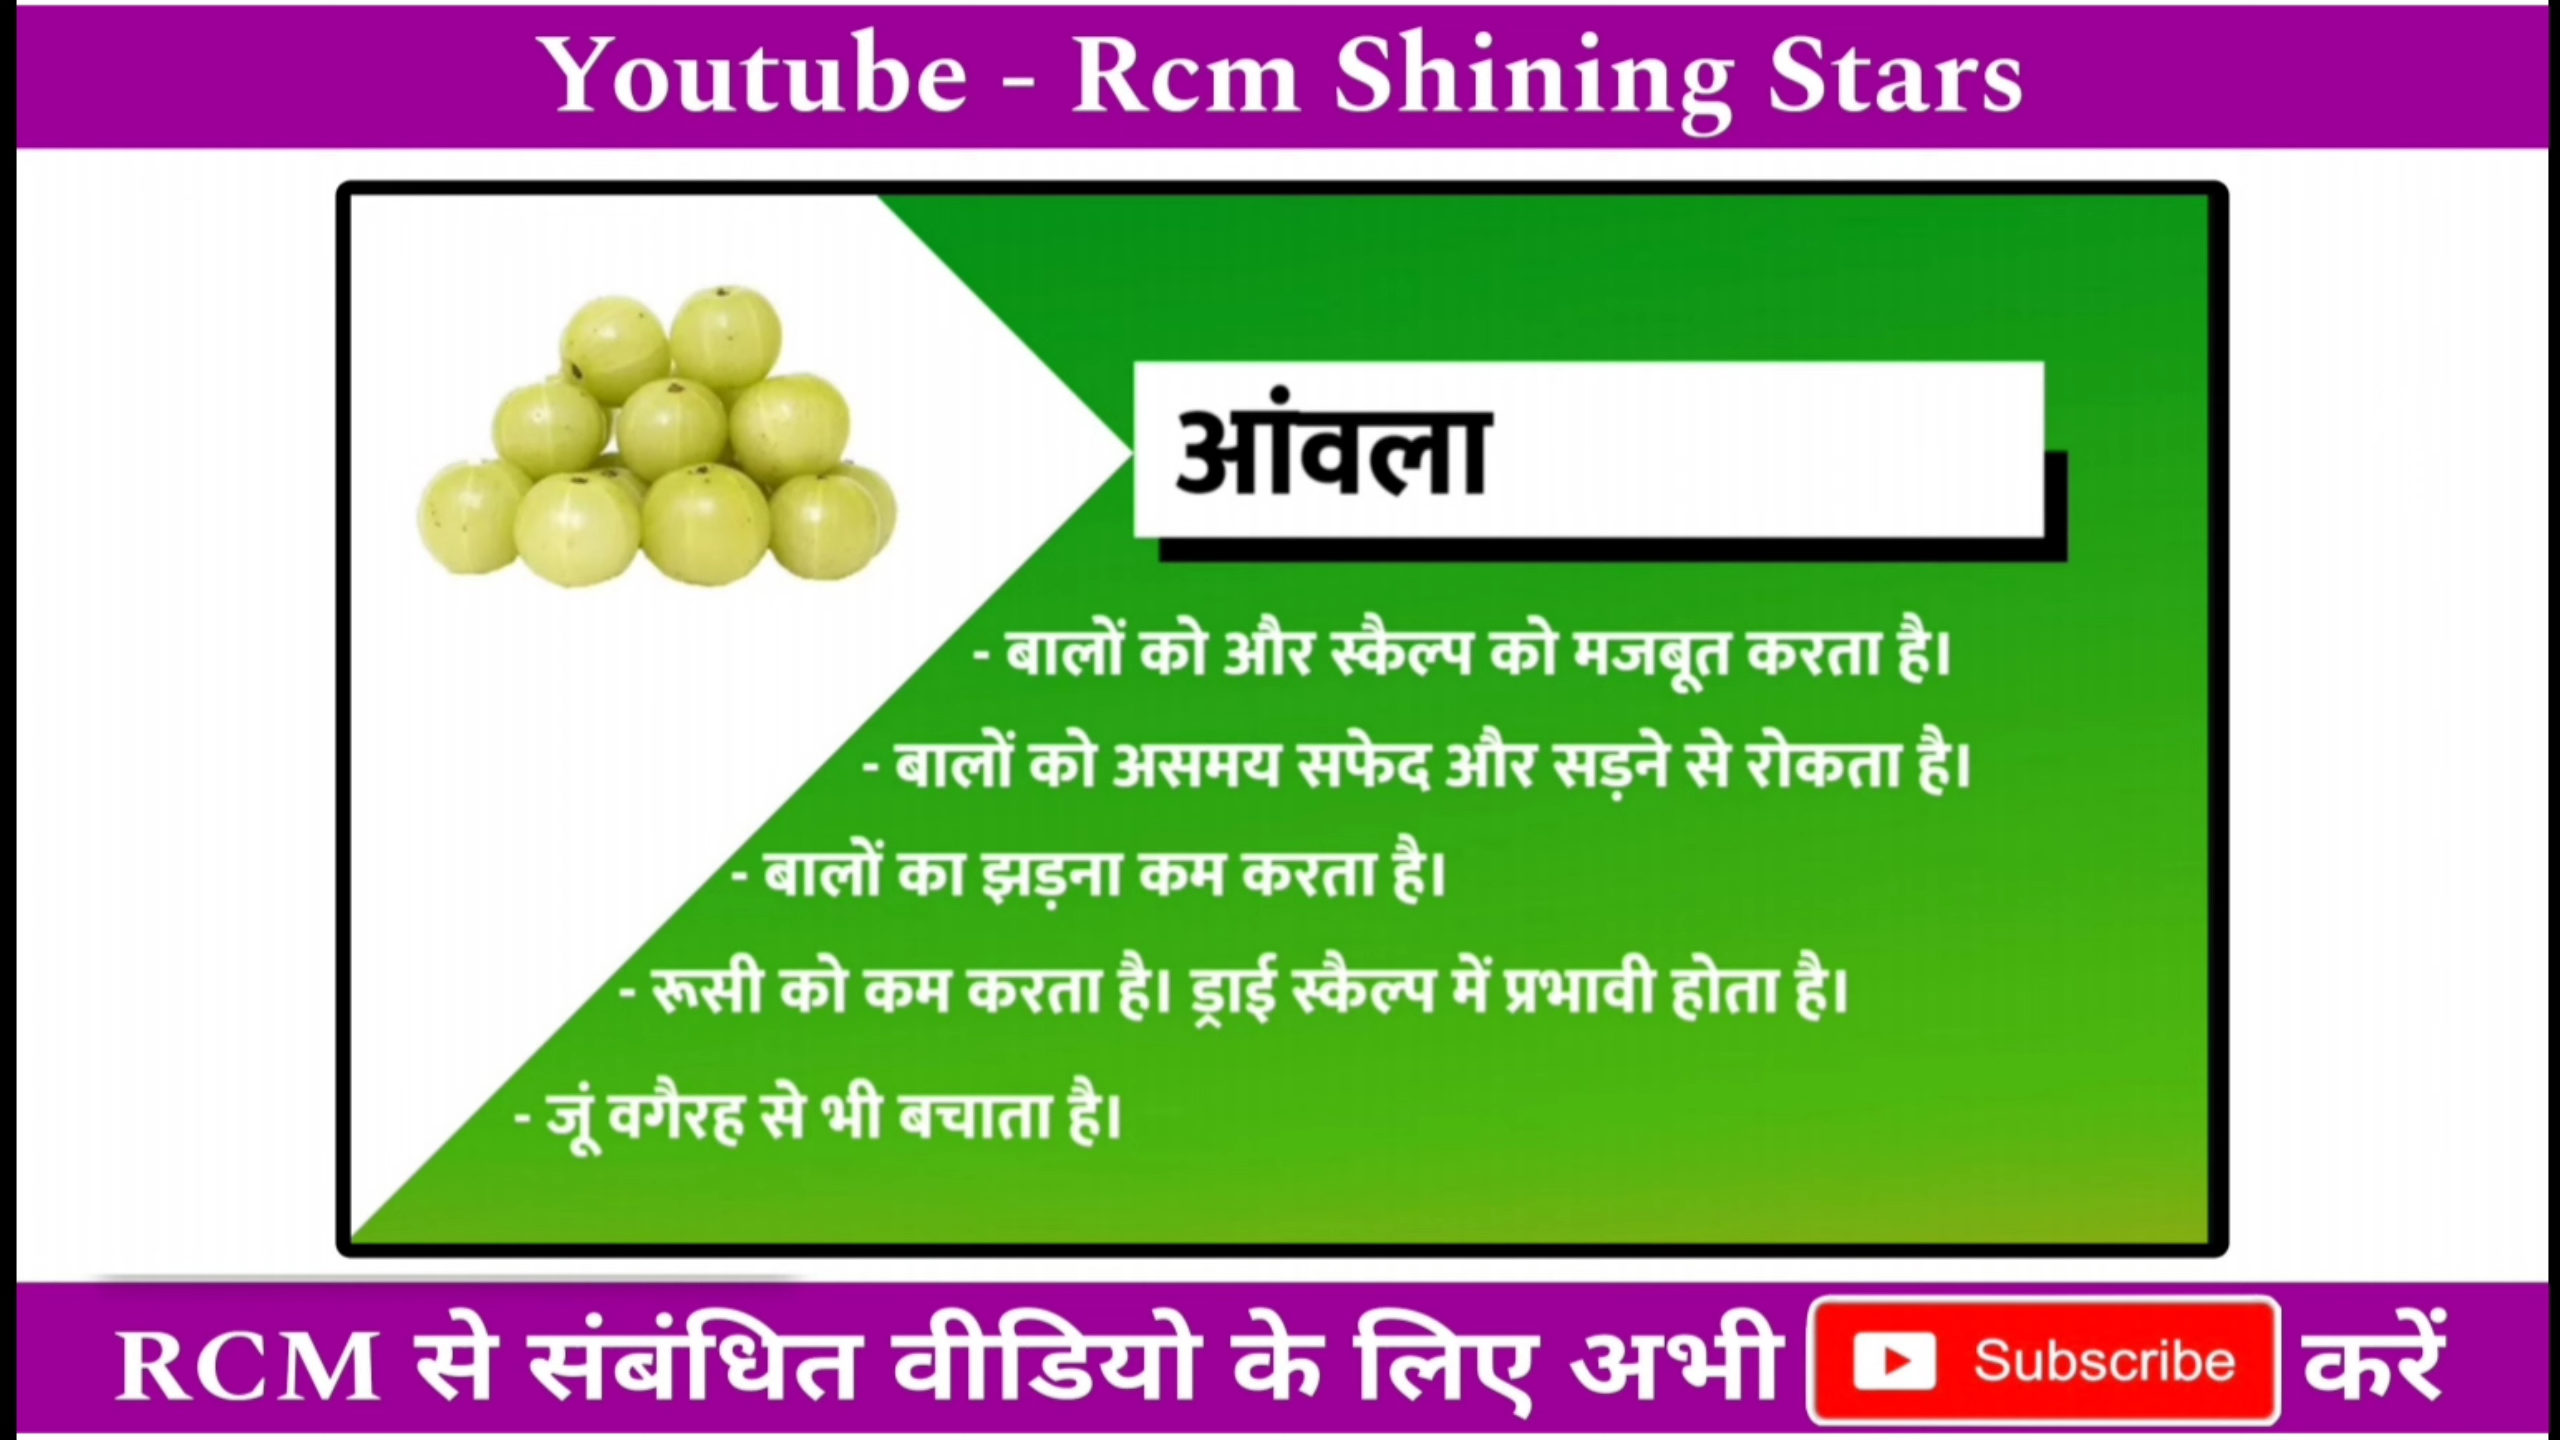 Youtube - Rcm Shining Stars
आंवला
- बालों को और स्कैल्प को मजबूत करता है।
- बालों को असमय सफेद और सड़ने से रोकता है।
- बालों का झड़ना कम करता है।
- रूसी को कम करता है। ड्राई स्कैल्प में प्रभावी होता है।
- जूं वगैरह से भी बचाता है।
RCM से संबंधित वीडियो के लिए अभी Subscribe करें